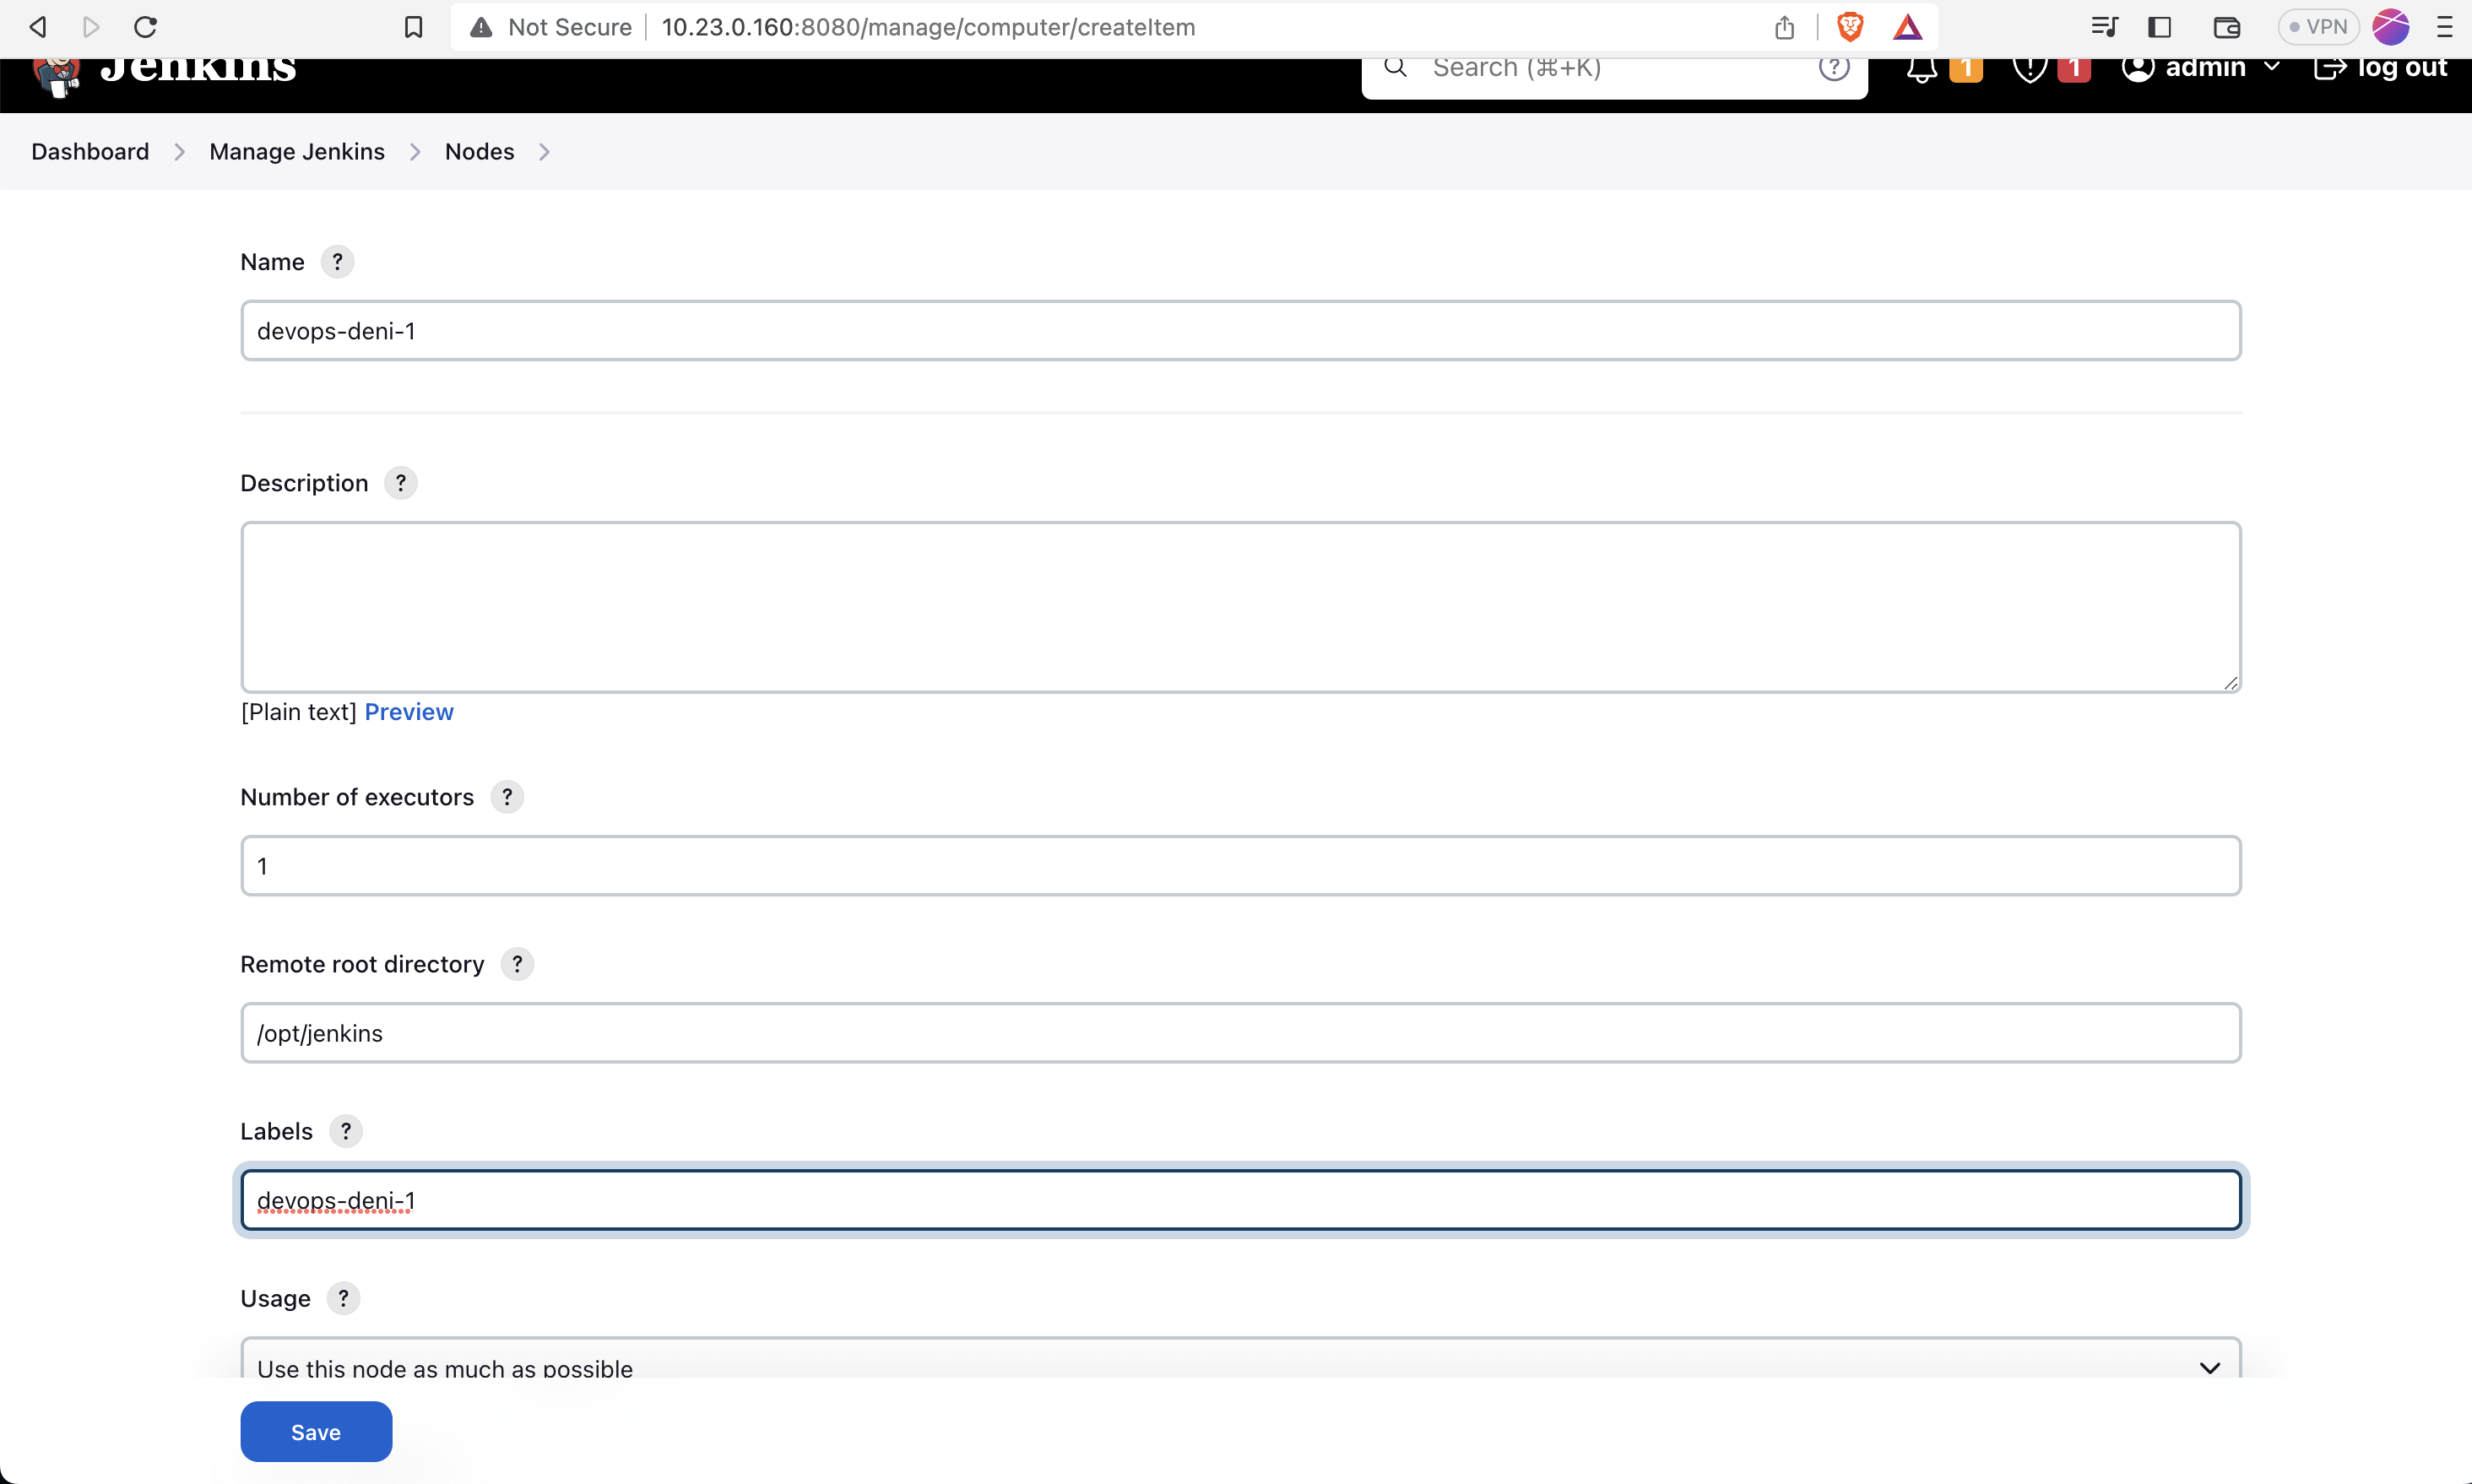 Not Secure 10.23.0.160:8080/manage/computer/createItem VPN
Jenkins Search (⌘+K) ? 1 1 admin log out
Dashboard Manage Jenkins Nodes
Name ?
devops-deni-1
Description ?
[Plain text] Preview
Number of executors ?
1
Remote root directory ?
/opt/jenkins
Labels ?
devops-deni-1
Usage ?
Use this node as much as possible
Save